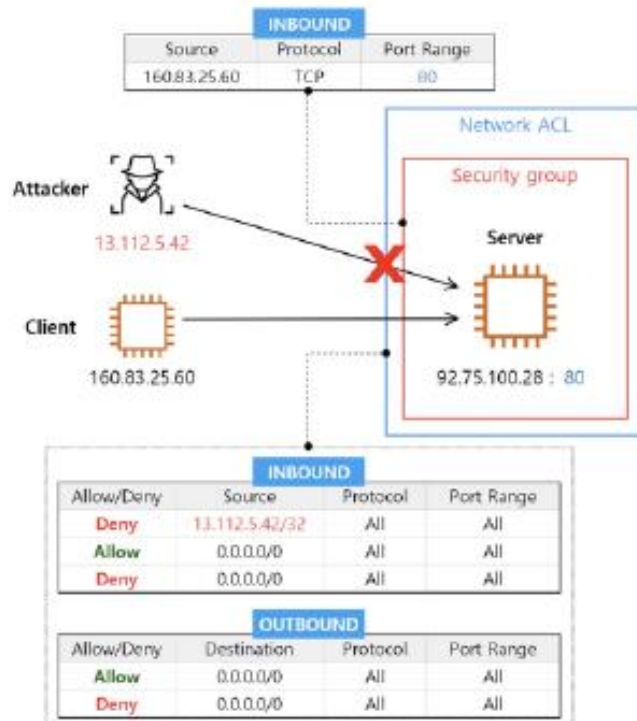 INBOUND
Source Protocol Port Range
160.83.25.60 TCP 80
Network ACL
Security group
Attacker
Server
13.112.5.42
Client
160.83.25.60
92.75.100.28 : 80
INBOUND
Allow/Deny Source Protocol Port Range
Deny 13.112.5.42/32 All All
Allow 0.0.0.0/0 All All
Deny 0.0.0.0/0 All All
OUTBOUND
Allow/Deny Destination Protocol Port Range
Allow 0.0.0.0/0 All All
Deny 0.0.0.0/0 All All